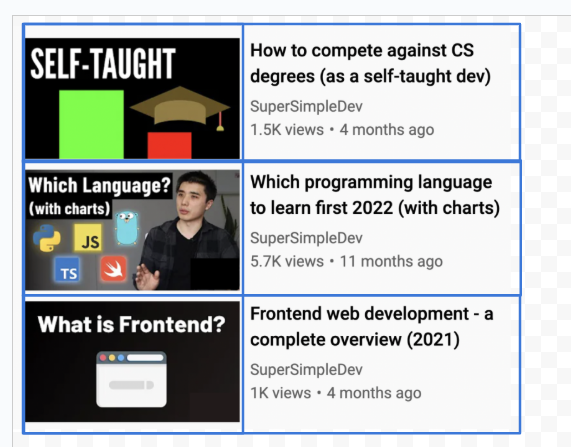 SELF-TAUGHT
How to compete against CS
degrees (as a self-taught dev)
SuperSimpleDev
1.5K views • 4 months ago
Which Language?
(with charts)
JS
TS
Which programming language
to learn first 2022 (with charts)
SuperSimpleDev
5.7K views • 11 months ago
What is Frontend?
Frontend web development - a
complete overview (2021)
SuperSimpleDev
1K views • 4 months ago